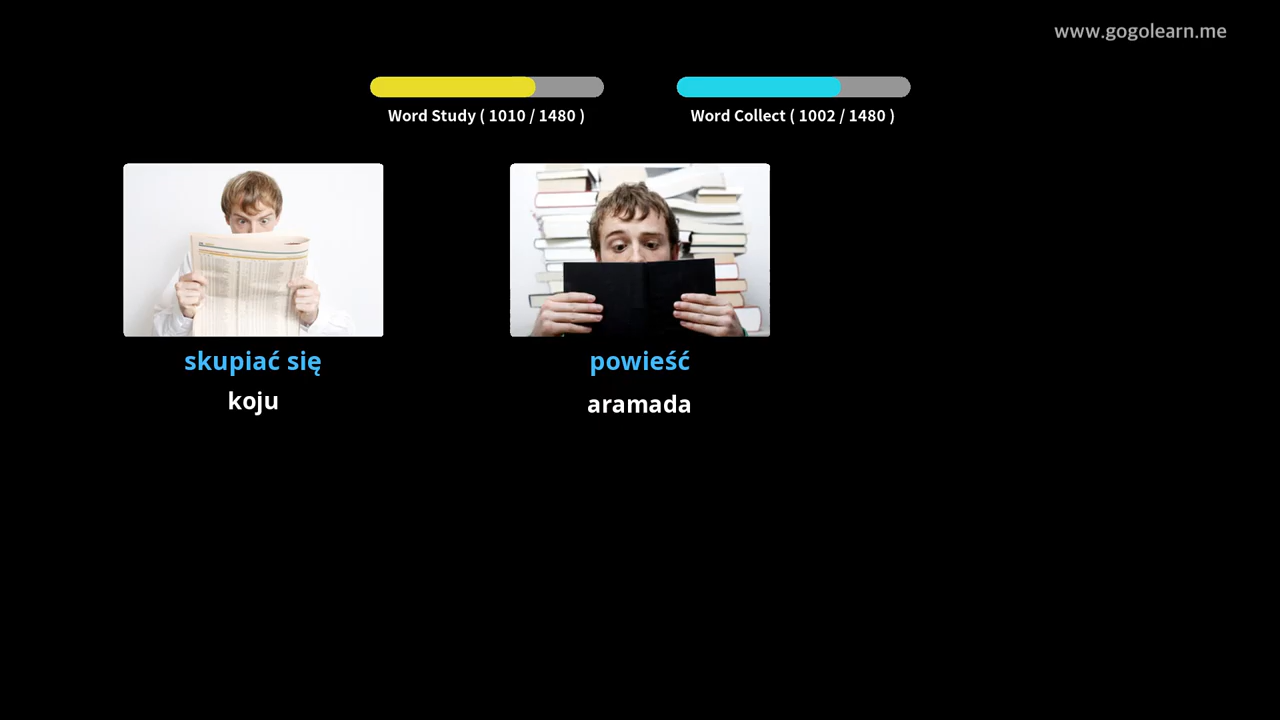 www.gogolearn.me
Word Study ( 1010 / 1480 )
Word Collect ( 1002 / 1480 )
skupiać się
powieść
koju
aramada